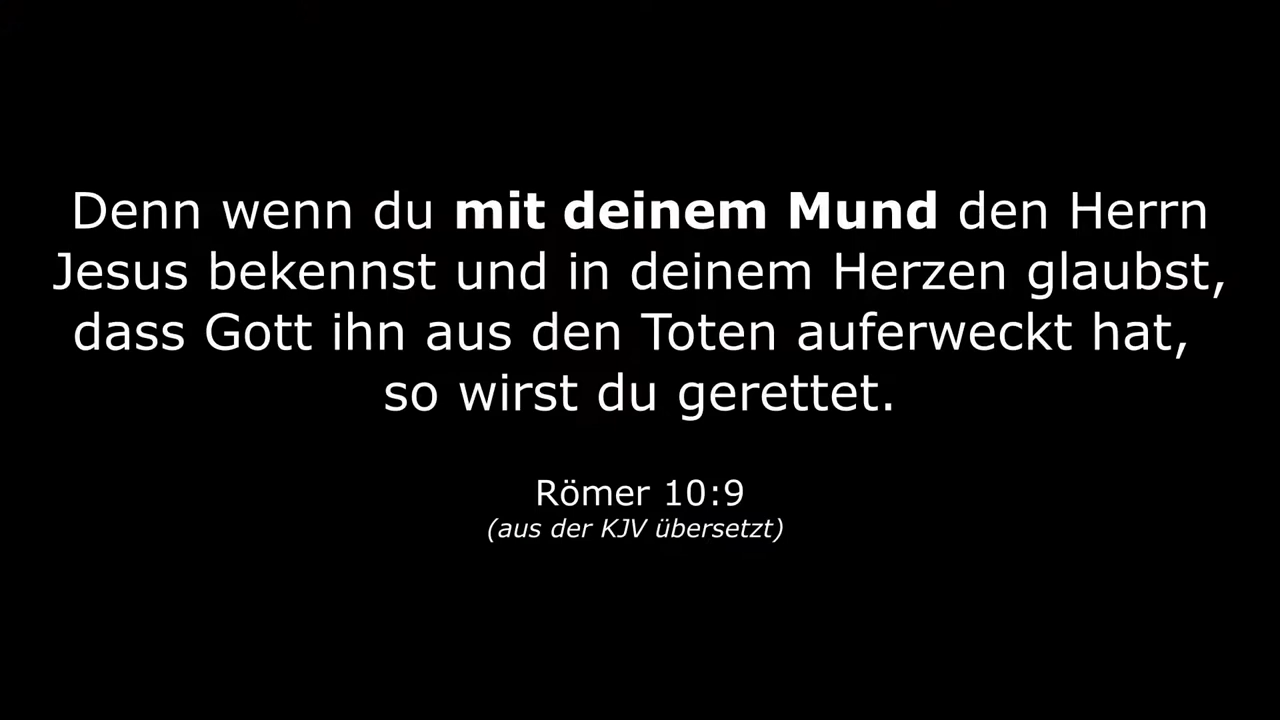 Denn wenn du mit deinem Mund den Herrn
Jesus bekennst und in deinem Herzen glaubst,
dass Gott ihn aus den Toten auferweckt hat,
so wirst du gerettet.
Römer 10:9
(aus der KJV übersetzt)